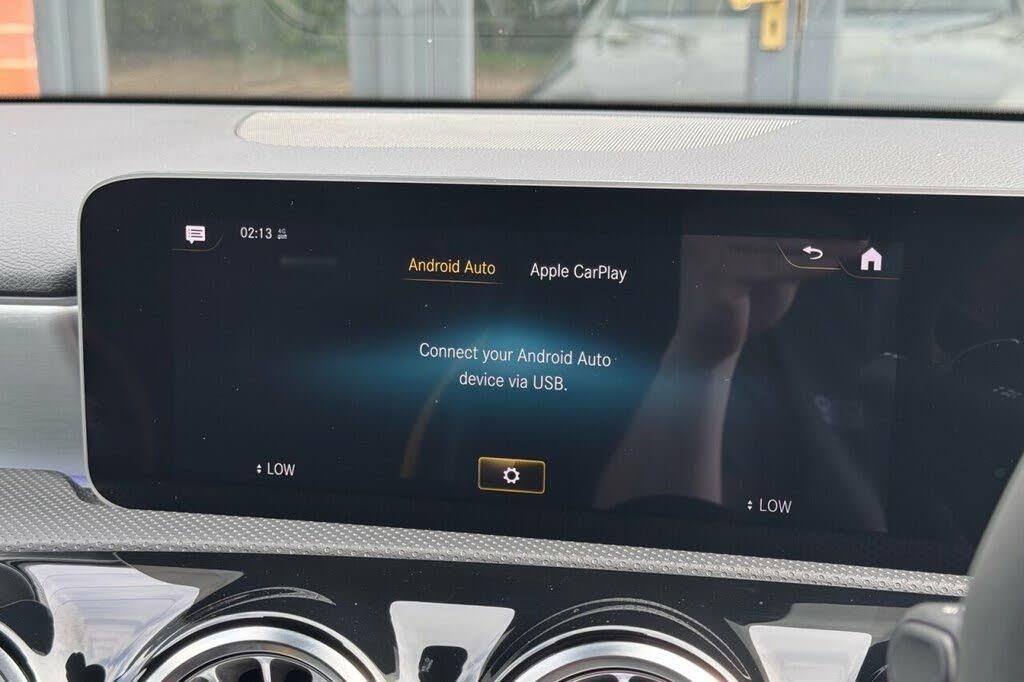 02:13 4G
Android Auto Apple CarPlay
Connect your Android Auto
device via USB.
LOW
LOW